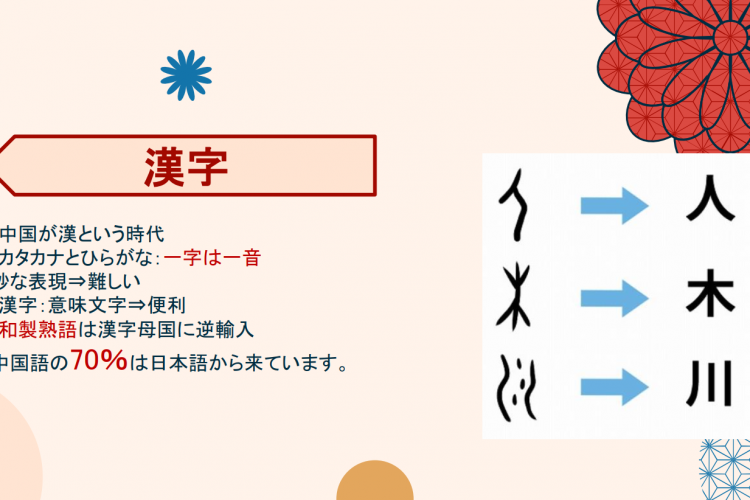 漢字
中国が漢という時代
カタカナとひらがな：一字は一音
妙な表現⇒難しい
漢字：意味文字⇒便利
和製熟語は漢字母国に逆輸入
中国語の70%は日本語から来ています。
人
木
川